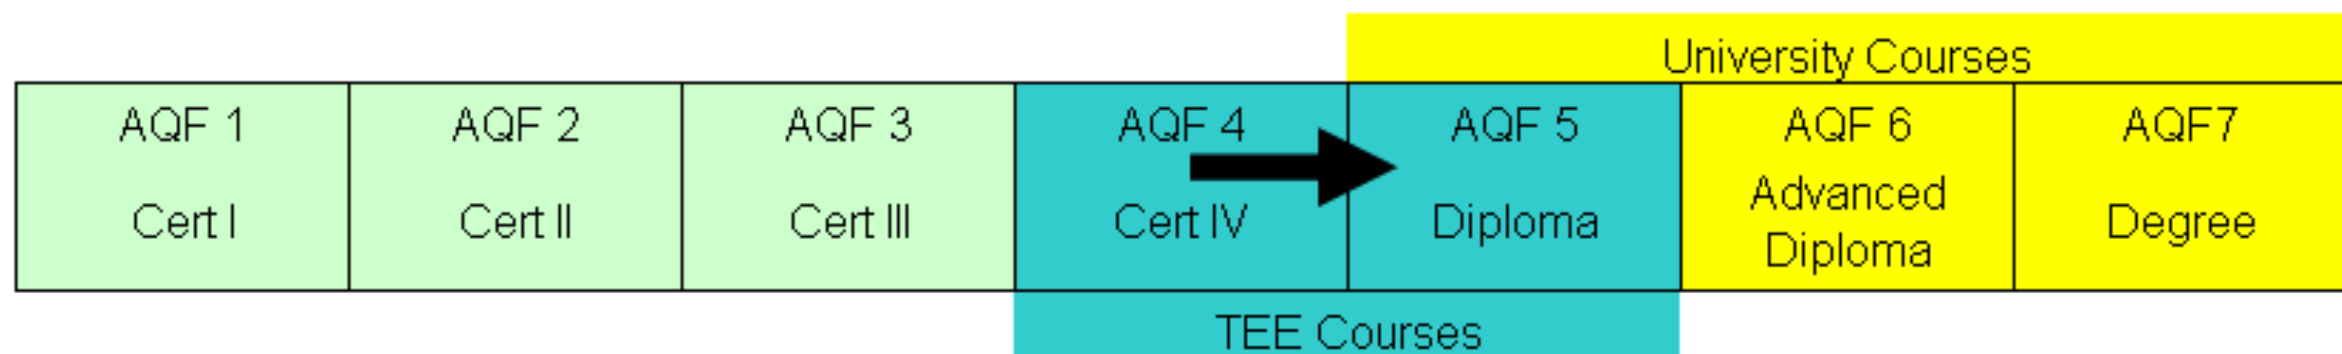 University Courses
AQF 1
Cert I
AQF 2
Cert II
AQF 3
Cert III
AQF 4
Cert IV
AQF 5
Diploma
AQF 6
Advanced
Diploma
AQF7
Degree
TEE Courses